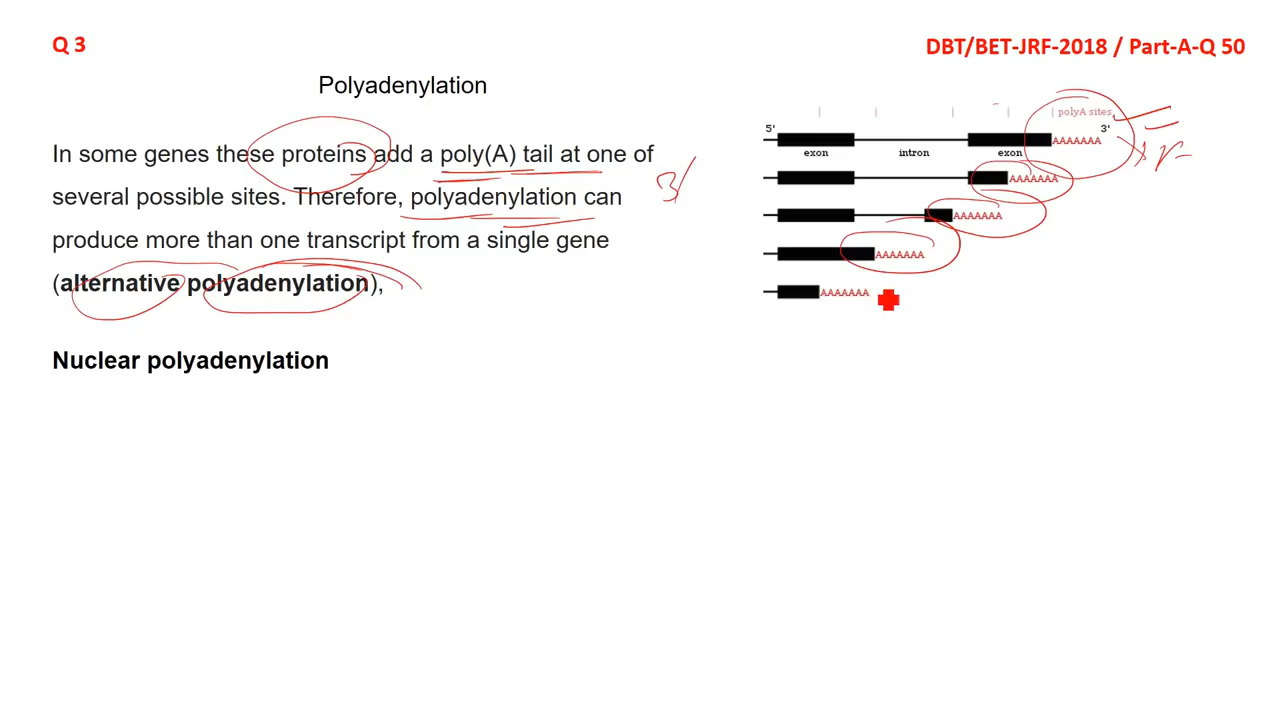 Q 3
DBT/BET-JRF-2018 / Part-A-Q 50
Polyadenylation
In some genes these proteins add a poly(A) tail at one of
several possible sites. Therefore, polyadenylation can
produce more than one transcript from a single gene
(alternative polyadenylation),
Nuclear polyadenylation
polyA sites
5'
3'
AAAAAAA
exon
intron
exon
AAAAAAA
AAAAAAA
AAAAAAA
AAAAAAA
3/